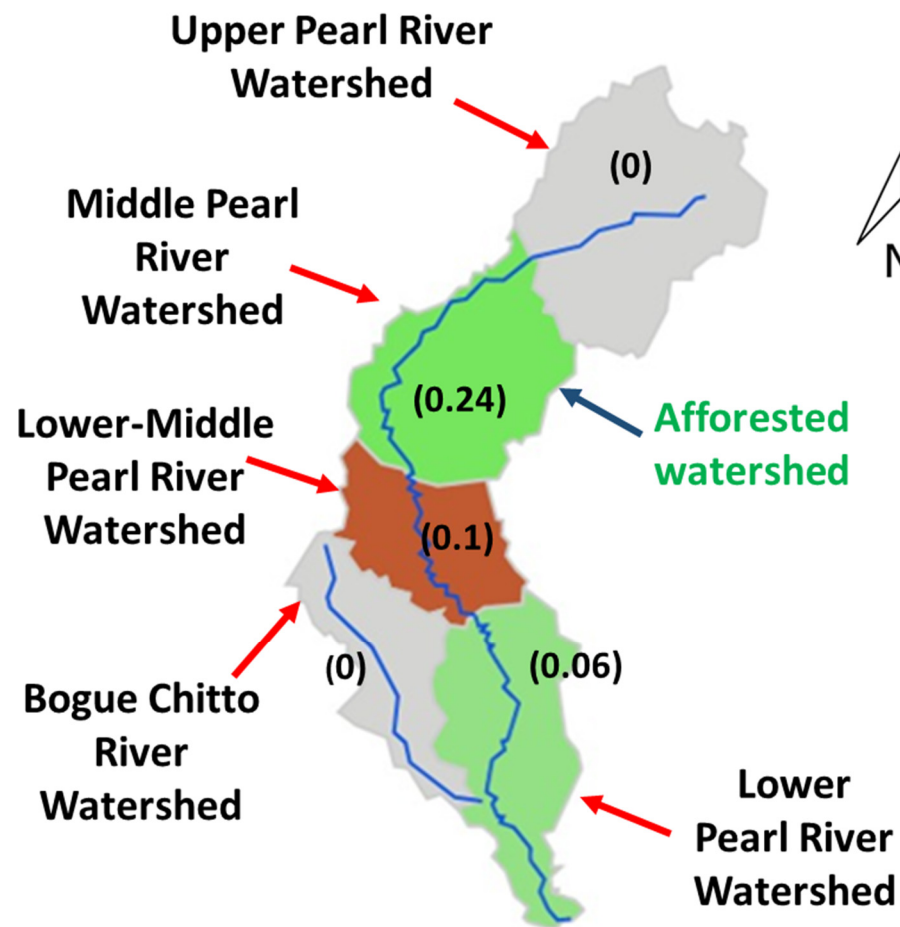 Upper Pearl River
Watershed
(0)
Middle Pearl
River
Watershed
N
(0.24)
Afforested
watershed
Lower-Middle
Pearl River
Watershed
(0.1)
(0)
(0.06)
Bogue Chitto
River
Watershed
Lower
Pearl River
Watershed